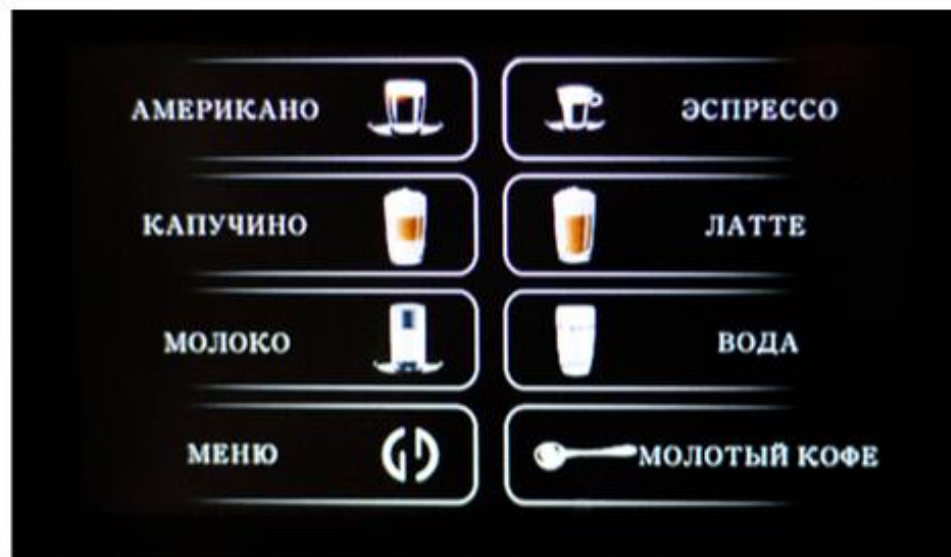 АМЕРИКАНО
ЭСПРЕССО
КАПУЧИНО
ЛАТТЕ
МОЛОКО
ВОДА
МЕНЮ
МОЛОТЫЙ КОФЕ